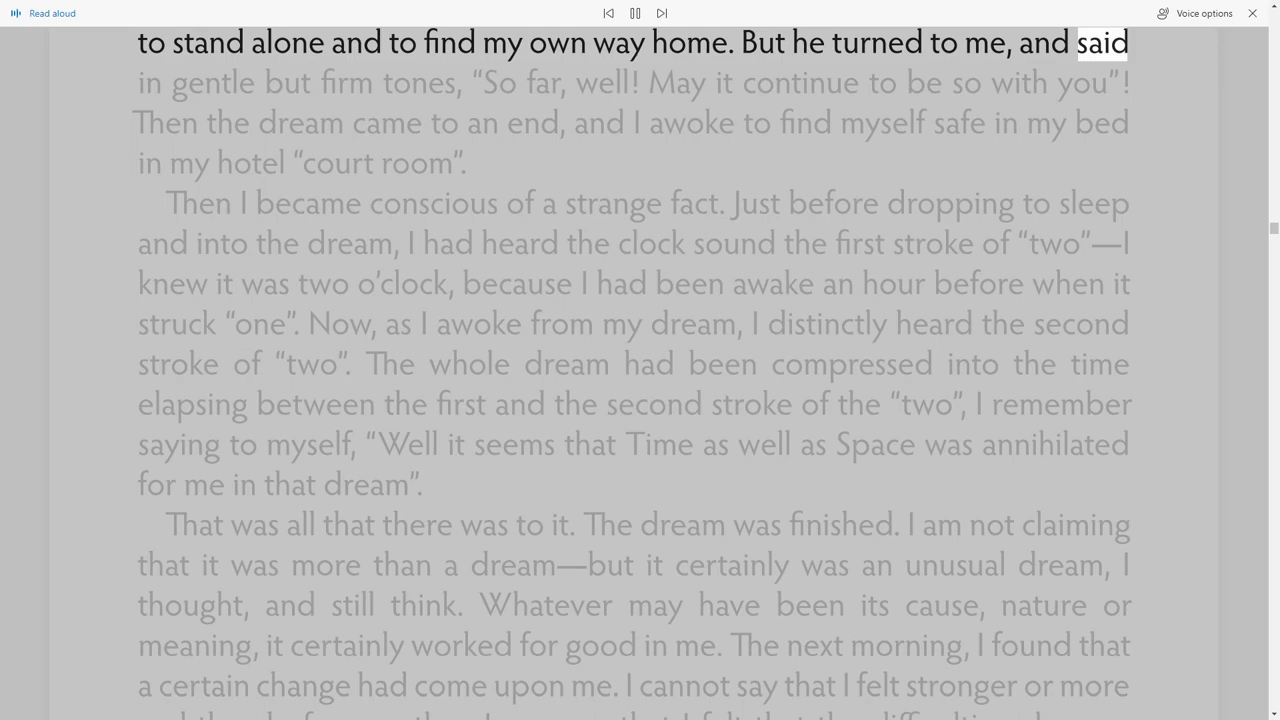 Read aloud
Voice options
to stand alone and to find my own way home. But he turned to me, and said
in gentle but firm tones, “So far, well! May it continue to be so with you”!
Then the dream came to an end, and I awoke to find myself safe in my bed
in my hotel “court room”.
Then I became conscious of a strange fact. Just before dropping to sleep
and into the dream, I had heard the clock sound the first stroke of “two”—I
knew it was two o’clock, because I had been awake an hour before when it
struck “one”. Now, as I awoke from my dream, I distinctly heard the second
stroke of “two”. The whole dream had been compressed into the time
elapsing between the first and the second stroke of the “two”, I remember
saying to myself, “Well it seems that Time as well as Space was annihilated
for me in that dream”.
That was all that there was to it. The dream was finished. I am not claiming
that it was more than a dream—but it certainly was an unusual dream, I
thought, and still think. Whatever may have been its cause, nature or
meaning, it certainly worked for good in me. The next morning, I found that
a certain change had come upon me. I cannot say that I felt stronger or more